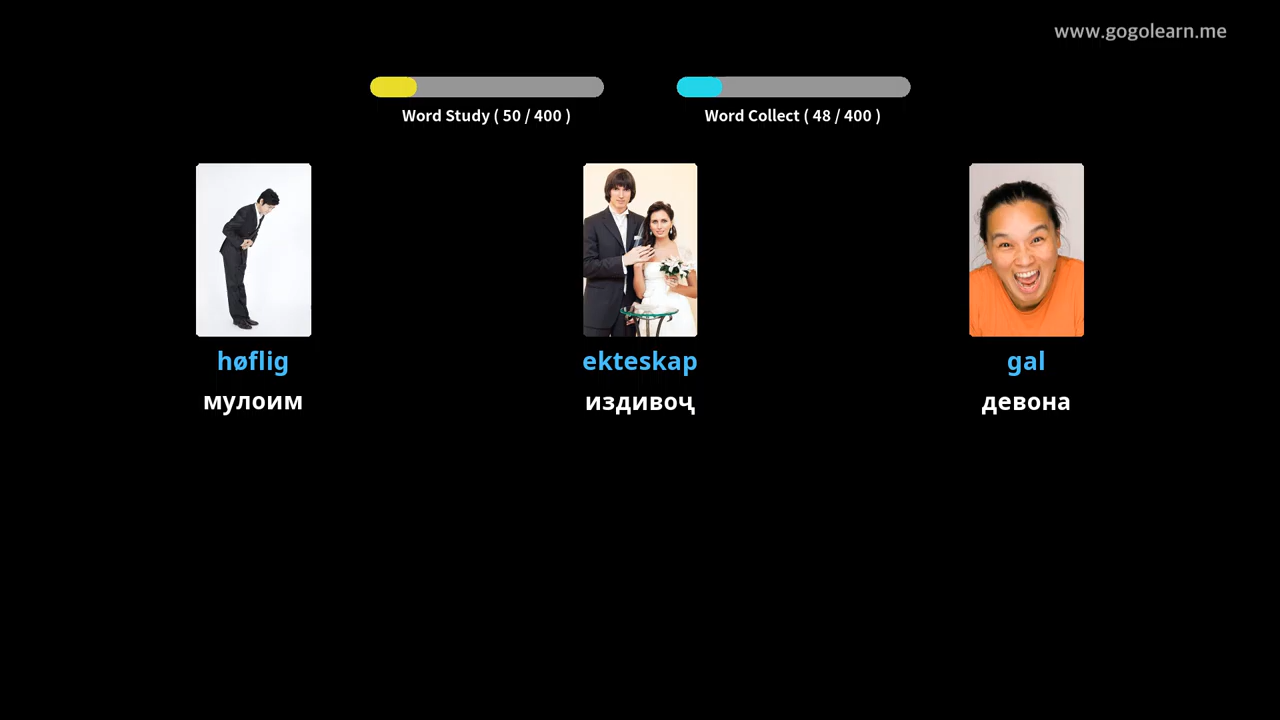 www.gogolearn.me
Word Study ( 50 / 400 )
Word Collect ( 48 / 400 )
høflig
ekteskap
gal
мулоим
издивоҷ
девона